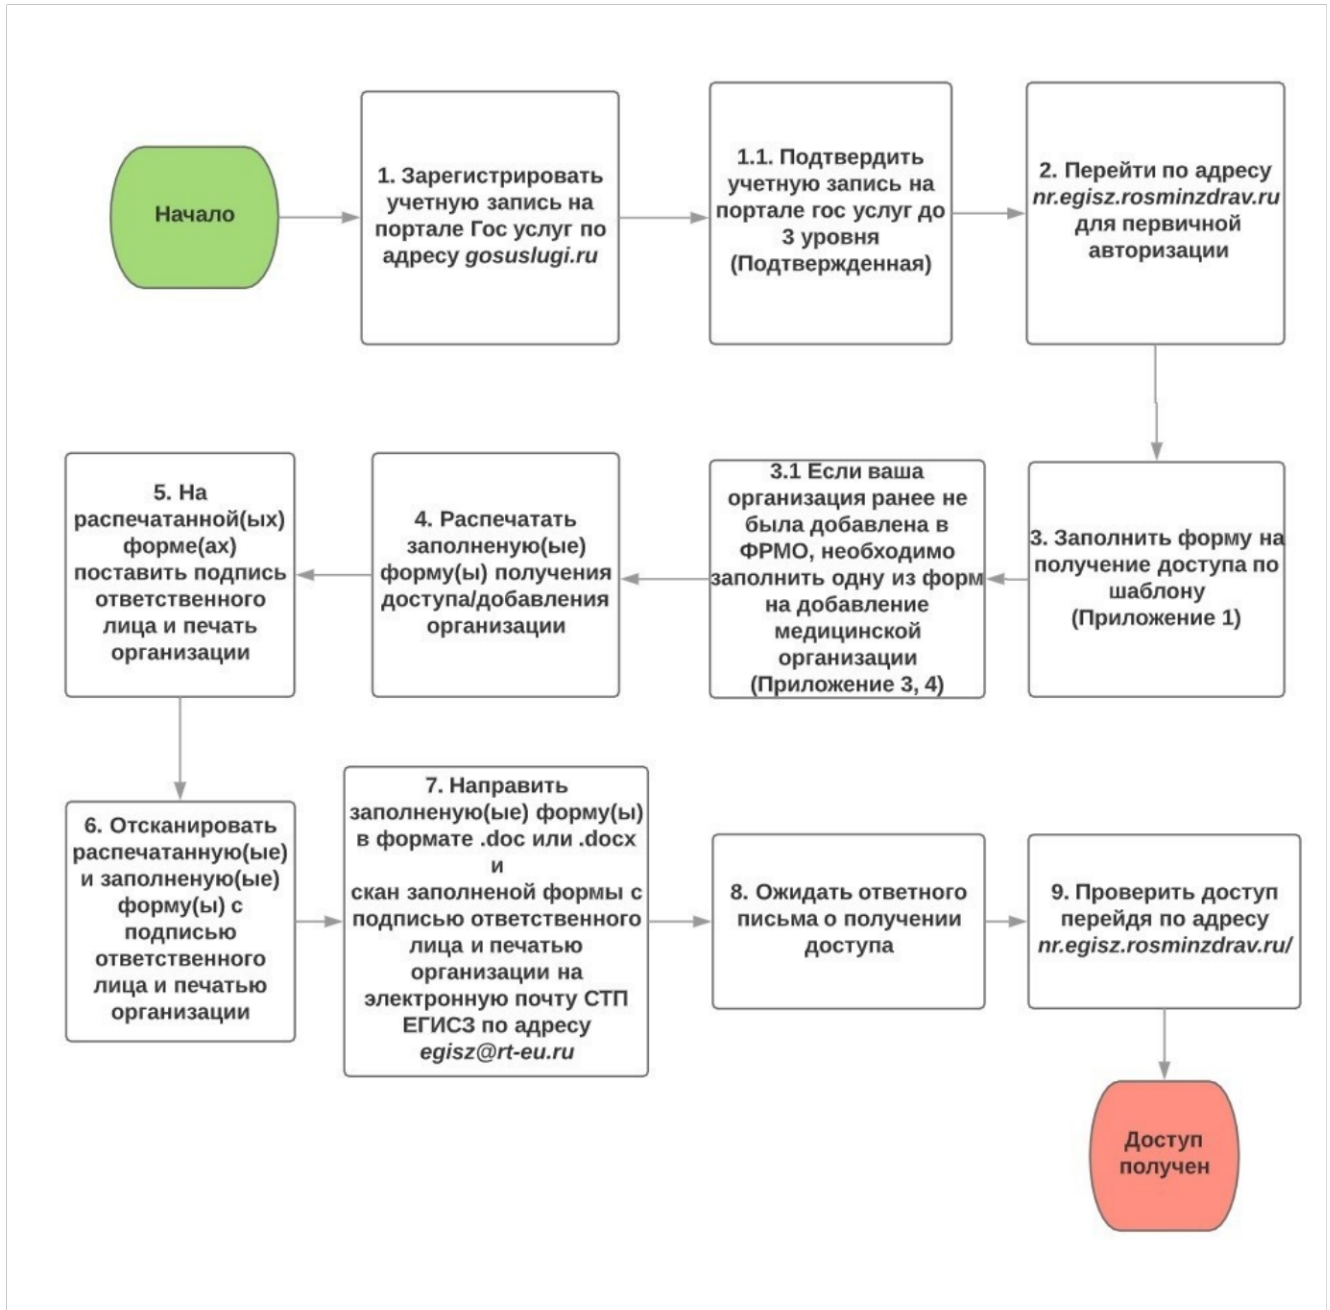 Начало
1. Зарегистрировать
учетную запись на
портале Гос услуг по
адресу gosuslugi.ru
1.1. Подтвердить
учетную запись на
портале гос услуг до
3 уровня
(Подтвержденная)
2. Перейти по адресу
nr.egisz.rosminzdrav.ru
для первичной
авторизации
3. Заполнить форму на
получение доступа по
шаблону
(Приложение 1)
3.1 Если ваша
организация ранее не
была добавлена в
ФРМО, необходимо
заполнить одну из форм
на добавление
медицинской
организации
(Приложение 3, 4)
4. Распечатать
заполненую(ые)
форму(ы) получения
доступа/добавления
организации
5. На
распечатанной(ых)
форме(ах)
поставить подпись
ответственного
лица и печать
организации
6. Отсканировать
распечатанную(ые)
и заполненую(ые)
форму(ы) с
подписью
ответственного
лица и печатью
организации
7. Направить
заполненую(ые) форму(ы)
в формате .doc или .docx
и
скан заполненой формы с
подписью ответственного
лица и печатью
организации на
электронную почту СТП
ЕГИСЗ по адресу
egisz@rt-eu.ru
8. Ожидать ответного
письма о получении
доступа
9. Проверить доступ
перейдя по адресу
nr.egisz.rosminzdrav.ru/
Доступ
получен